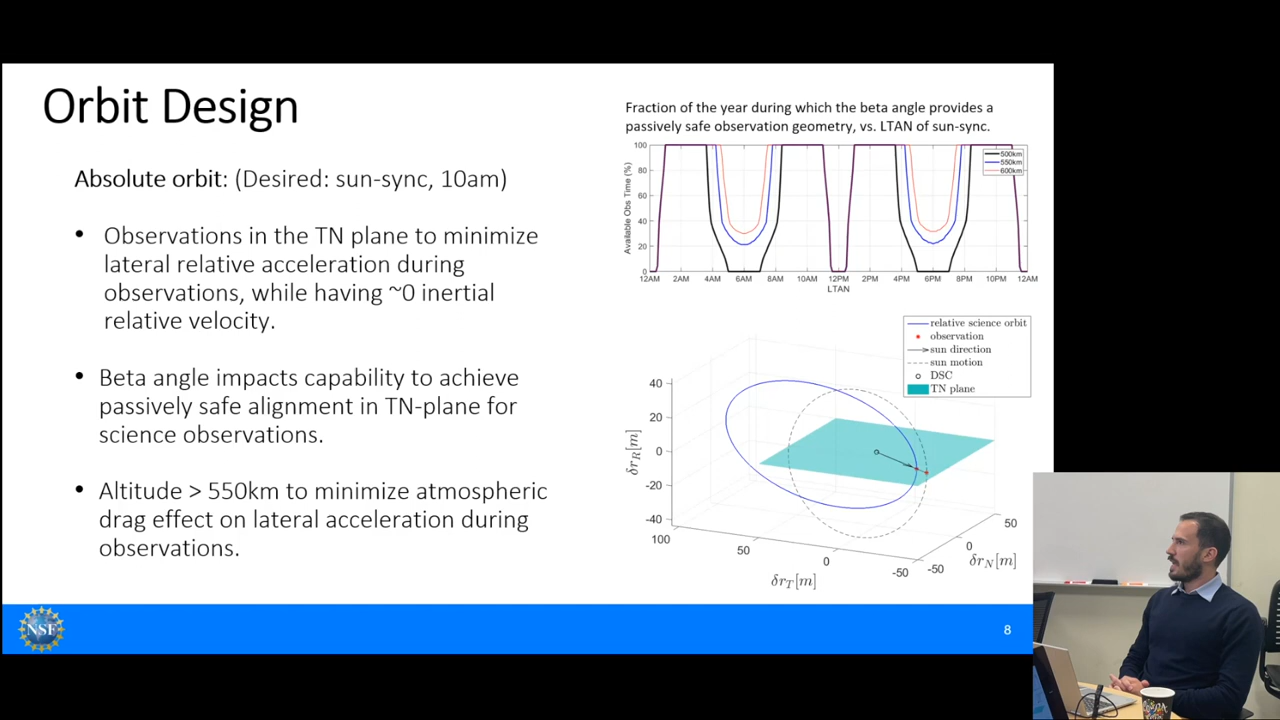 Orbit Design
Absolute orbit: (Desired: sun-sync, 10am)
• Observations in the TN plane to minimize
lateral relative acceleration during
observations, while having ~0 inertial
relative velocity.
• Beta angle impacts capability to achieve
passively safe alignment in TN-plane for
science observations.
• Altitude > 550km to minimize atmospheric
drag effect on lateral acceleration during
observations.
Fraction of the year during which the beta angle provides a
passively safe observation geometry, vs. LTAN of sun-sync.
Available Obs Time (%)
100
80
60
40
20
0
500km
550km
600km
12AM 2AM 4AM 6AM 8AM 10AM 12PM 2PM 4PM 6PM 8PM 10PM 12AM
LTAN
relative science orbit
observation
sun direction
sun motion
DSC
TN plane
δr_R[m]
40
20
0
-20
-40
100 50 0 -50
δr_T[m]
-50 0 50
δr_N[m]
NSF
8